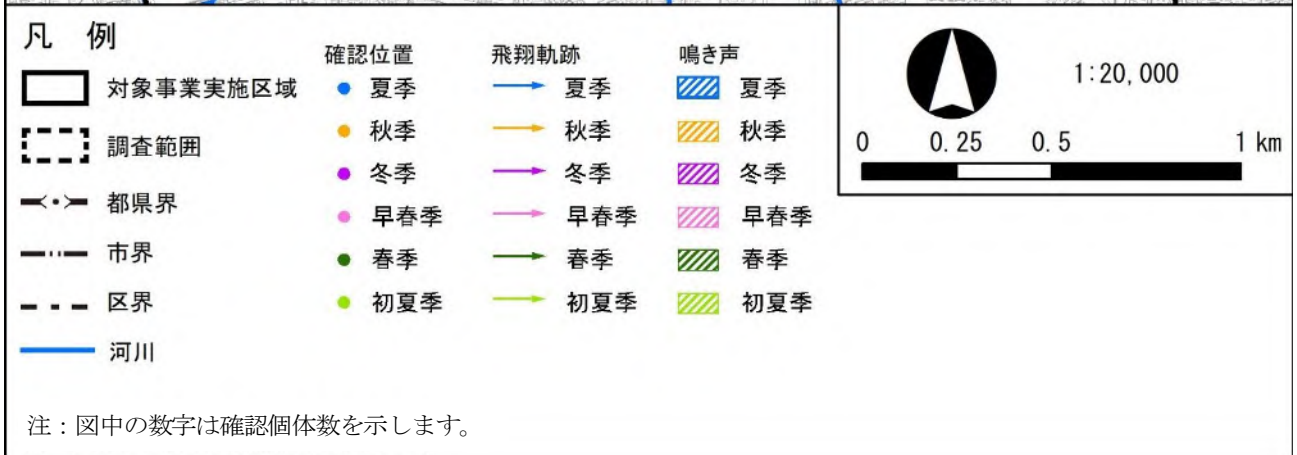 凡 例
対象事業実施区域
調査範囲
都県界
市界
区界
河川
確認位置
夏季
秋季
冬季
早春季
春季
初夏季
飛翔軌跡
夏季
秋季
冬季
早春季
春季
初夏季
鳴き声
夏季
秋季
冬季
早春季
春季
初夏季
1:20,000
0 0.25 0.5 1 km
注：図中の数字は確認個体数を示します。